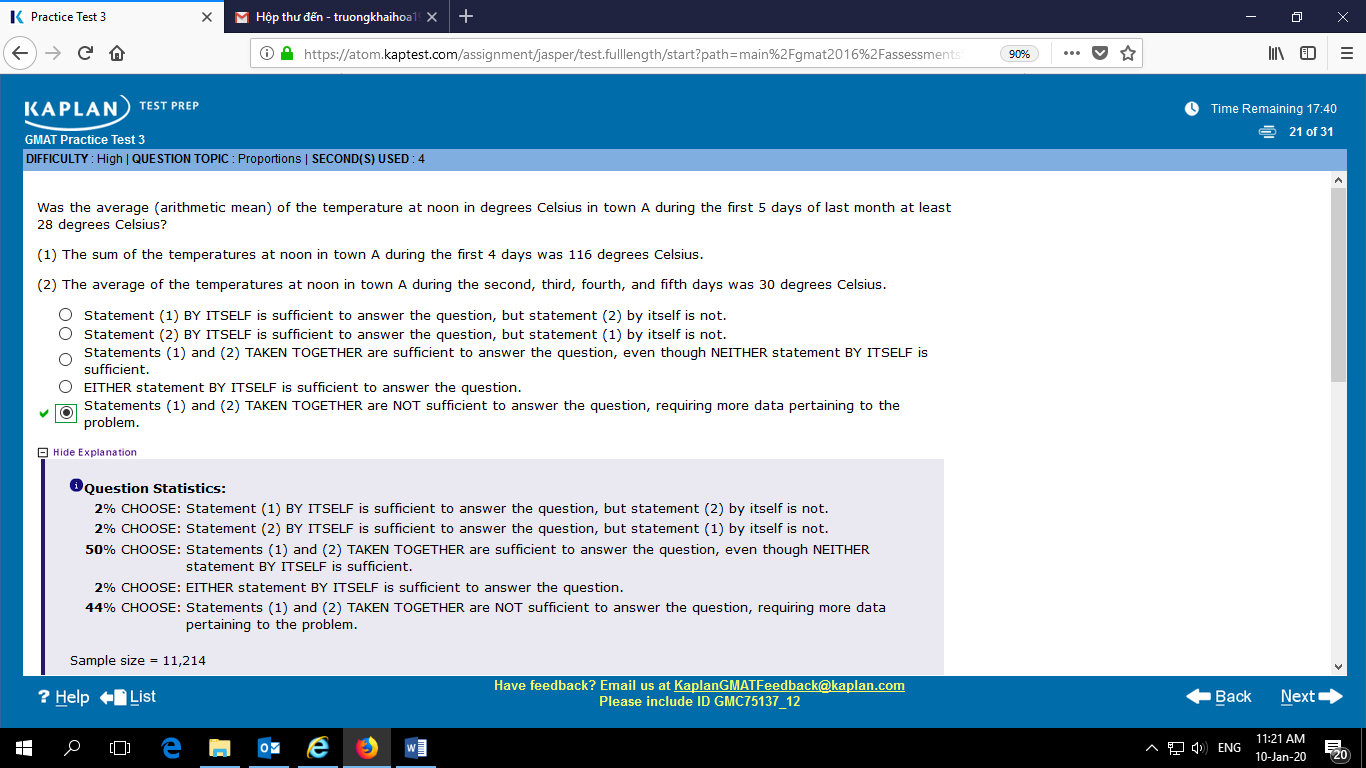 Practice Test 3
Hộp thư đến - truongkhaihoa1
https://atom.kaptest.com/assignment/jasper/test.fulllength/start?path=main%2Fgmat2016%2Fassessments
90%
KAPLAN TEST PREP
Time Remaining 17:40
GMAT Practice Test 3
21 of 31
DIFFICULTY : High | QUESTION TOPIC : Proportions | SECOND(S) USED : 4
Was the average (arithmetic mean) of the temperature at noon in degrees Celsius in town A during the first 5 days of last month at least
28 degrees Celsius?
(1) The sum of the temperatures at noon in town A during the first 4 days was 116 degrees Celsius.
(2) The average of the temperatures at noon in town A during the second, third, fourth, and fifth days was 30 degrees Celsius.
Statement (1) BY ITSELF is sufficient to answer the question, but statement (2) by itself is not.
Statement (2) BY ITSELF is sufficient to answer the question, but statement (1) by itself is not.
Statements (1) and (2) TAKEN TOGETHER are sufficient to answer the question, even though NEITHER statement BY ITSELF is
sufficient.
EITHER statement BY ITSELF is sufficient to answer the question.
Statements (1) and (2) TAKEN TOGETHER are NOT sufficient to answer the question, requiring more data pertaining to the
problem.
Hide Explanation
Question Statistics:
2% CHOOSE: Statement (1) BY ITSELF is sufficient to answer the question, but statement (2) by itself is not.
2% CHOOSE: Statement (2) BY ITSELF is sufficient to answer the question, but statement (1) by itself is not.
50% CHOOSE: Statements (1) and (2) TAKEN TOGETHER are sufficient to answer the question, even though NEITHER
statement BY ITSELF is sufficient.
2% CHOOSE: EITHER statement BY ITSELF is sufficient to answer the question.
44% CHOOSE: Statements (1) and (2) TAKEN TOGETHER are NOT sufficient to answer the question, requiring more data
pertaining to the problem.
Sample size = 11,214
? Help List
Have feedback? Email us at KaplanGMATFeedback@kaplan.com
Please include ID GMC75137_12
Back Next
ENG
11:21 AM
10-Jan-20
20